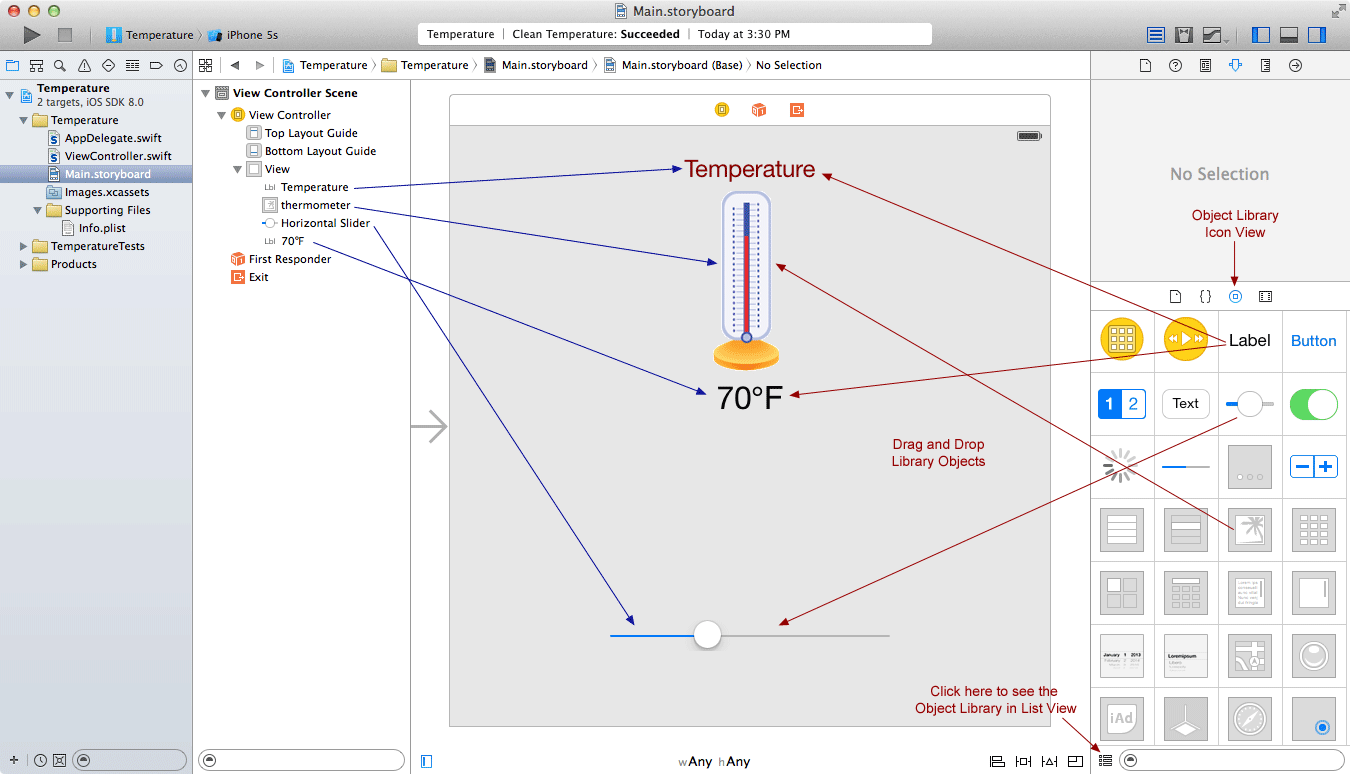 Main.storyboard
Temperature iPhone 5s
Temperature Clean Temperature: Succeeded Today at 3:30 PM
Temperature Temperature Main.storyboard Main.storyboard (Base) No Selection
Temperature
2 targets, iOS SDK 8.0
Temperature
AppDelegate.swift
ViewController.swift
Main.storyboard
Images.xcassets
Supporting Files
Info.plist
TemperatureTests
Products
View Controller Scene
View Controller
Top Layout Guide
Bottom Layout Guide
View
Lbl Temperature
thermometer
Horizontal Slider
Lbl 70°F
First Responder
Exit
Temperature
70°F
Drag and Drop
Library Objects
Click here to see the
Object Library in List View
wAny hAny
No Selection
Object Library
Icon View
{}
Label Button
1 2 Text
January 1 2013
Loremipsum
iAd